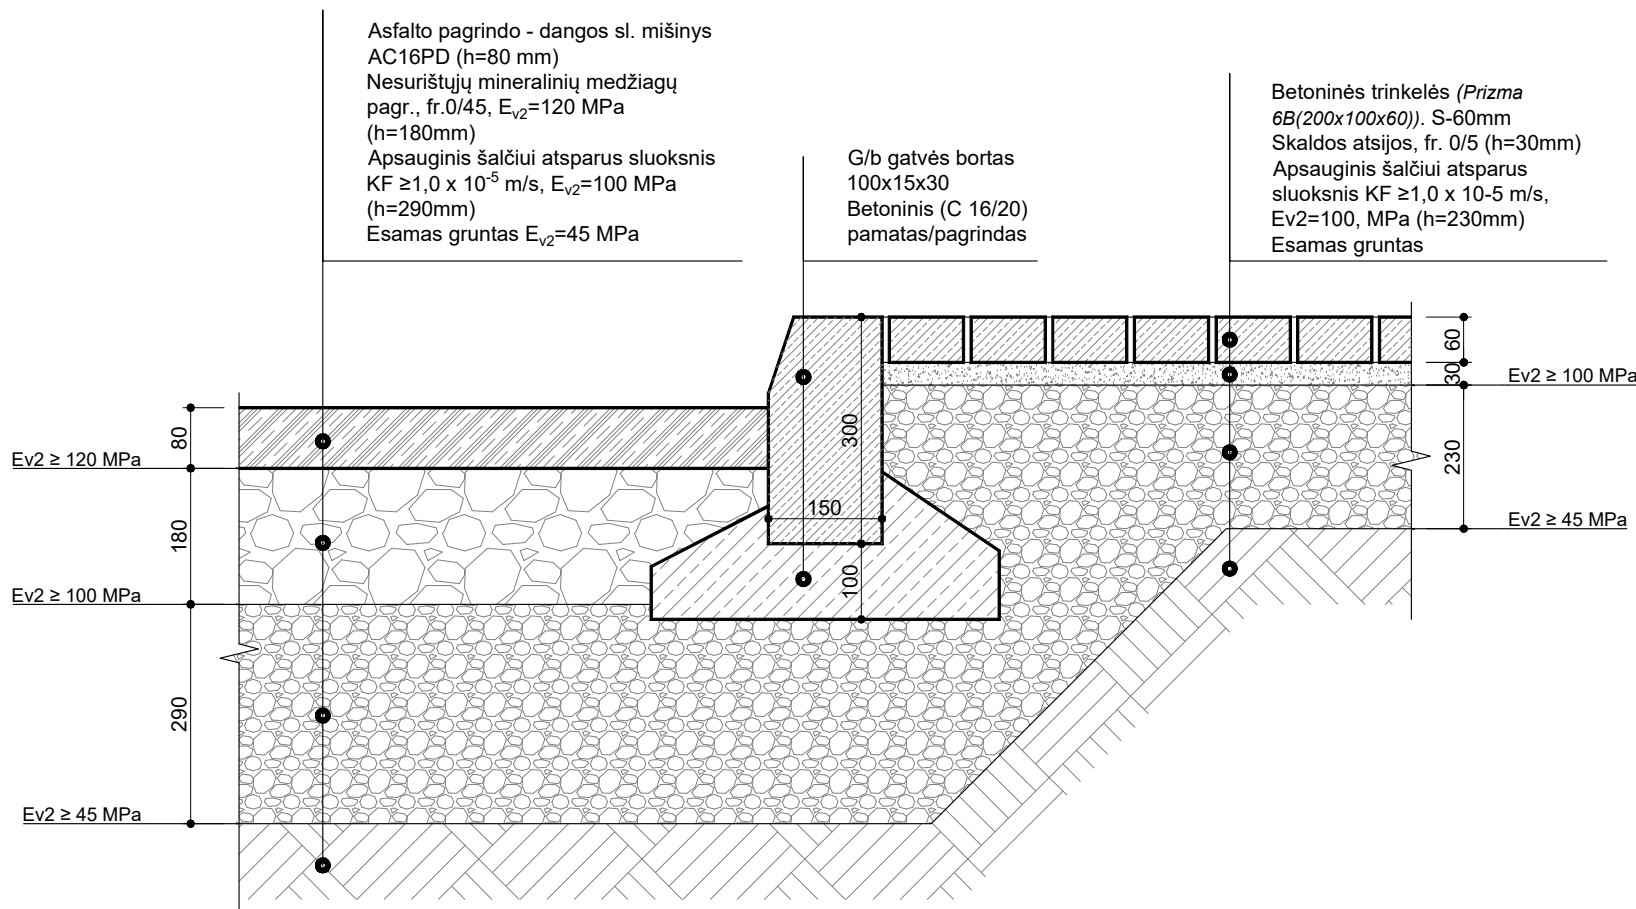 Asfalto pagrindo - dangos sl. mišinys
AC16PD (h=80 mm)
Nesurištųjų mineralinių medžiagų
pagr., fr.0/45, Ev2=120 MPa
(h=180mm)
Apsauginis šalčiui atsparus sluoksnis
KF ≥1,0 x 10-5 m/s, Ev2=100 MPa
(h=290mm)
Esamas gruntas Ev2=45 MPa
G/b gatvės bortas
100x15x30
Betoninis (C 16/20)
pamatas/pagrindas
Betoninės trinkelės (Prizma
6B(200x100x60)). S-60mm
Skaldos atsijos, fr. 0/5 (h=30mm)
Apsauginis šalčiui atsparus
sluoksnis KF ≥1,0 x 10-5 m/s,
Ev2=100, MPa (h=230mm)
Esamas gruntas
80
Ev2 ≥ 120 MPa
180
Ev2 ≥ 100 MPa
290
Ev2 ≥ 45 MPa
300
150
100
60
30
Ev2 ≥ 100 MPa
230
Ev2 ≥ 45 MPa